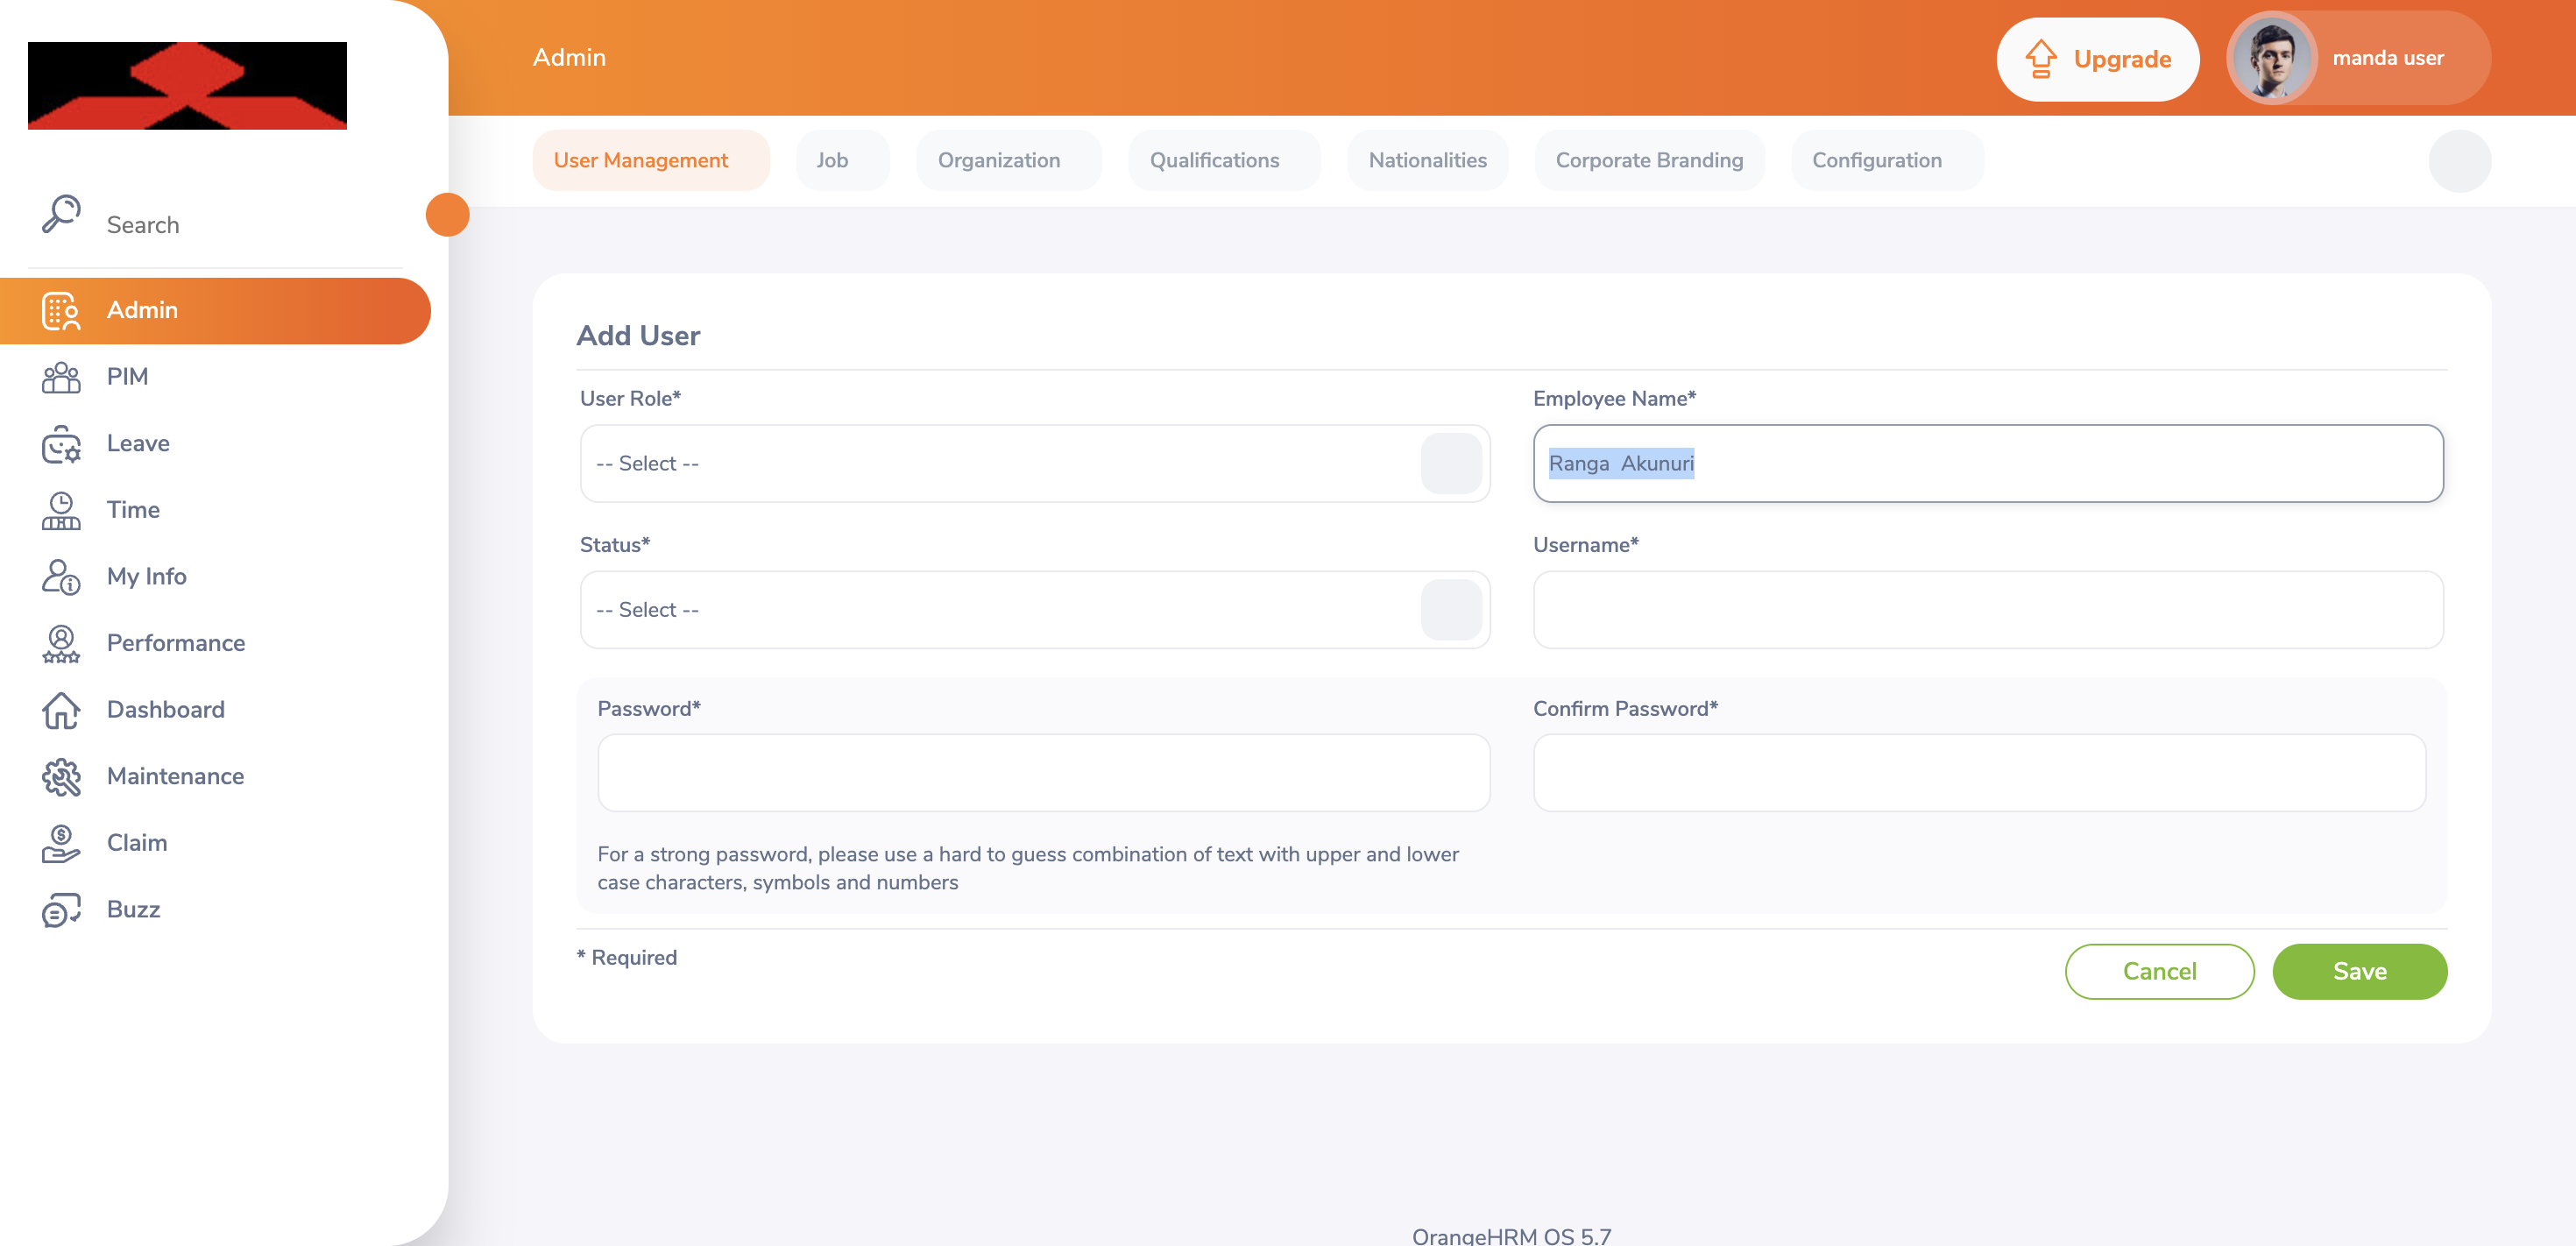 Admin
Upgrade
manda user
User Management
Job
Organization
Qualifications
Nationalities
Corporate Branding
Configuration
Search
Admin
PIM
Leave
Time
My Info
Performance
Dashboard
Maintenance
Claim
Buzz
Add User
User Role*
-- Select --
Employee Name*
Ranga  Akunuri
Status*
-- Select --
Username*
Password*
Confirm Password*
For a strong password, please use a hard to guess combination of text with upper and lower
case characters, symbols and numbers
* Required
Cancel
Save
OrangeHRM OS 5.7